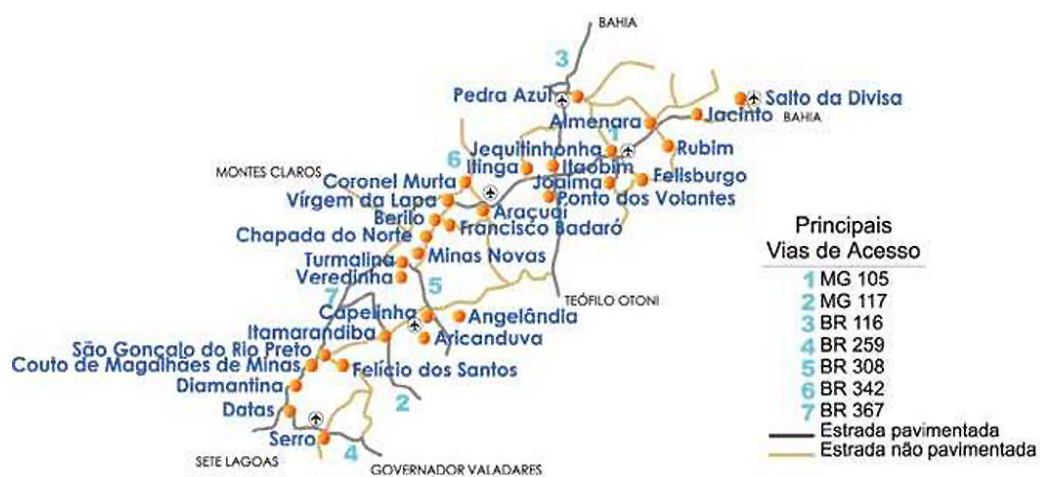 BAHIA
3
Pedra Azul
Salto da Divisa
Almenara
Jacinto
BAHIA
1
Jequitinhonha
Rubim
6
Itinga
Itaobim
MONTES CLAROS
Coronel Murta
Joaima
Felisburgo
Vírgem da Lapa
Ponto dos Volantes
Berilo
Araçuaí
Francisco Badaró
Chapada do Norte
Minas Novas
Turmalina
Veredinha
5
7
TEÓFILO OTONI
Capelinha
Angelândia
Itamarandiba
Aricanduva
São Gonçalo do Rio Preto
Couto de Magalhães de Minas
Felício dos Santos
Diamantina
2
Datas
Serro
4
SETE LAGOAS
GOVERNADOR VALADARES
Principais
Vias de Acesso
1 MG 105
2 MG 117
3 BR 116
4 BR 259
5 BR 308
6 BR 342
7 BR 367
Estrada pavimentada
Estrada não pavimentada